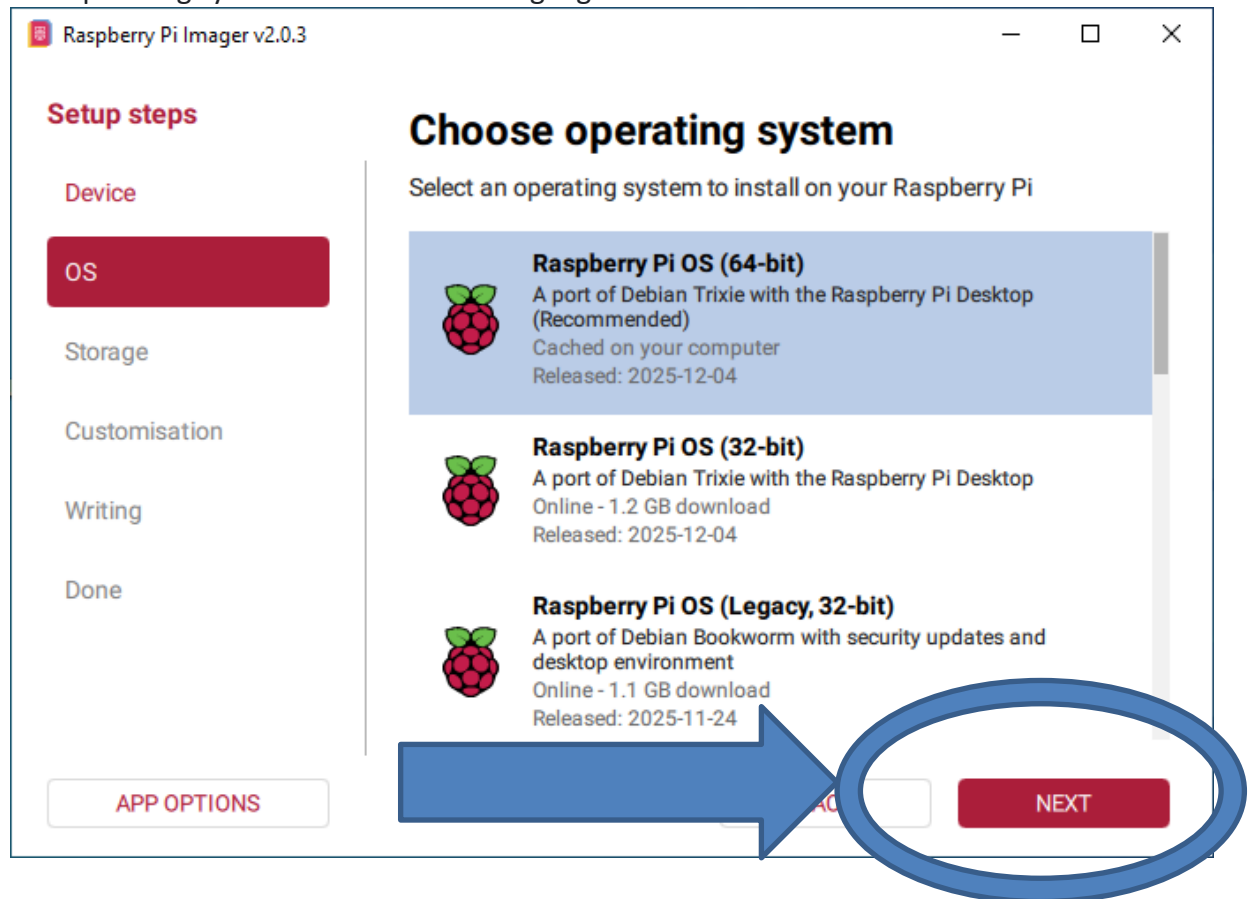 Raspberry Pi Imager v2.0.3
Setup steps
Device
OS
Storage
Customisation
Writing
Done
APP OPTIONS
Choose operating system
Select an operating system to install on your Raspberry Pi
Raspberry Pi OS (64-bit)
A port of Debian Trixie with the Raspberry Pi Desktop
(Recommended)
Cached on your computer
Released: 2025-12-04
Raspberry Pi OS (32-bit)
A port of Debian Trixie with the Raspberry Pi Desktop
Online - 1.2 GB download
Released: 2025-12-04
Raspberry Pi OS (Legacy, 32-bit)
A port of Debian Bookworm with security updates and
desktop environment
Online - 1.1 GB download
Released: 2025-11-24
NEXT